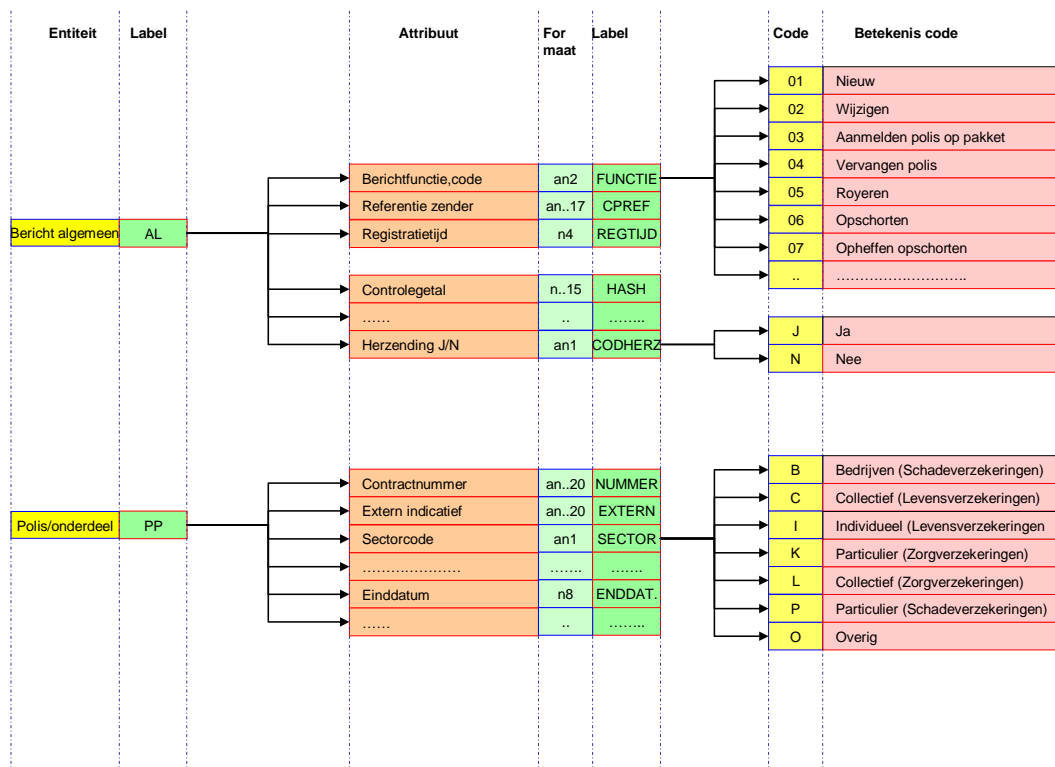 Entiteit Label Attribuut For maat Label Code Betekenis code
01 Nieuw
02 Wijzigen
03 Aanmelden polis op pakket
04 Vervangen polis
Berichtfunctie,code an2 FUNCTIE
05 Royeren
Referentie zender an..17 CPREF
06 Opschorten
Bericht algemeen AL
Registratietijd n4 REGTIJD
07 Opheffen opschorten
.. ............................
Controlegetal n..15 HASH
...... .. ........
J Ja
Herzending J/N an1 CODHERZ
N Nee
B Bedrijven (Schadeverzekeringen)
Contractnummer an..20 NUMMER
C Collectief (Levensverzekeringen)
Extern indicatief an..20 EXTERN
Polis/onderdeel PP
I Individueel (Levensverzekeringen
Sectorcode an1 SECTOR
K Particulier (Zorgverzekeringen)
..................... ....... .......
L Collectief (Zorgverzekeringen)
Einddatum n8 ENDDAT.
P Particulier (Schadeverzekeringen)
...... .. ........
O Overig